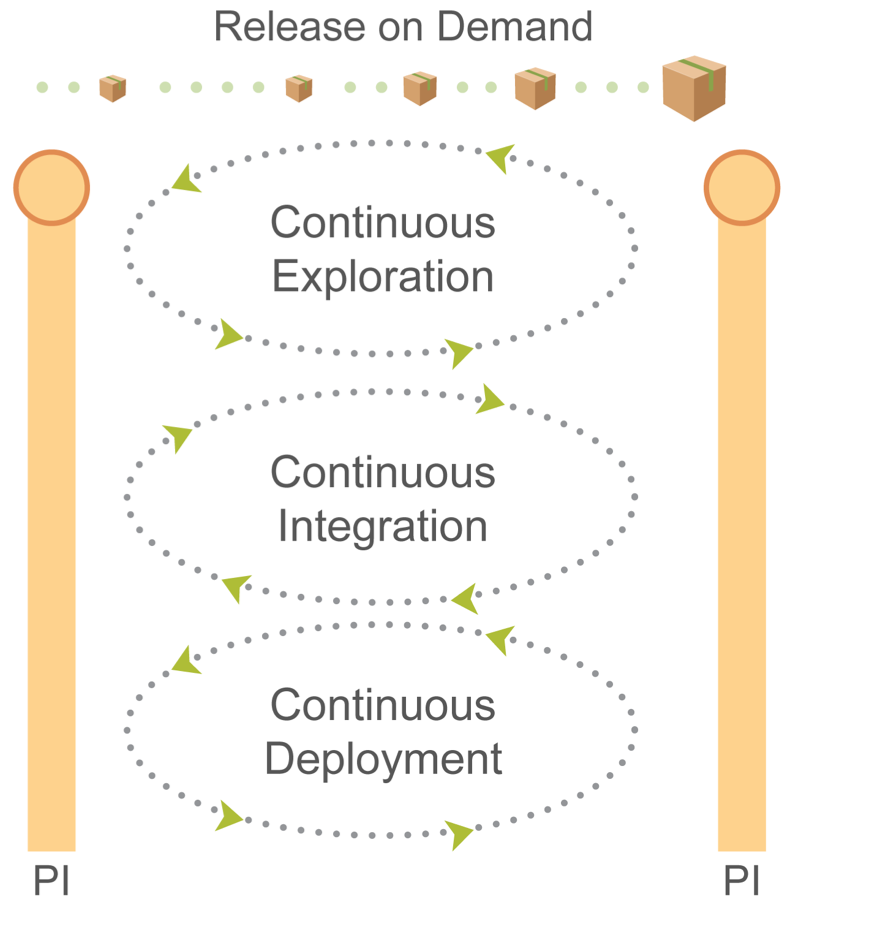 Release on Demand
Continuous
Exploration
Continuous
Integration
Continuous
Deployment
PI
PI